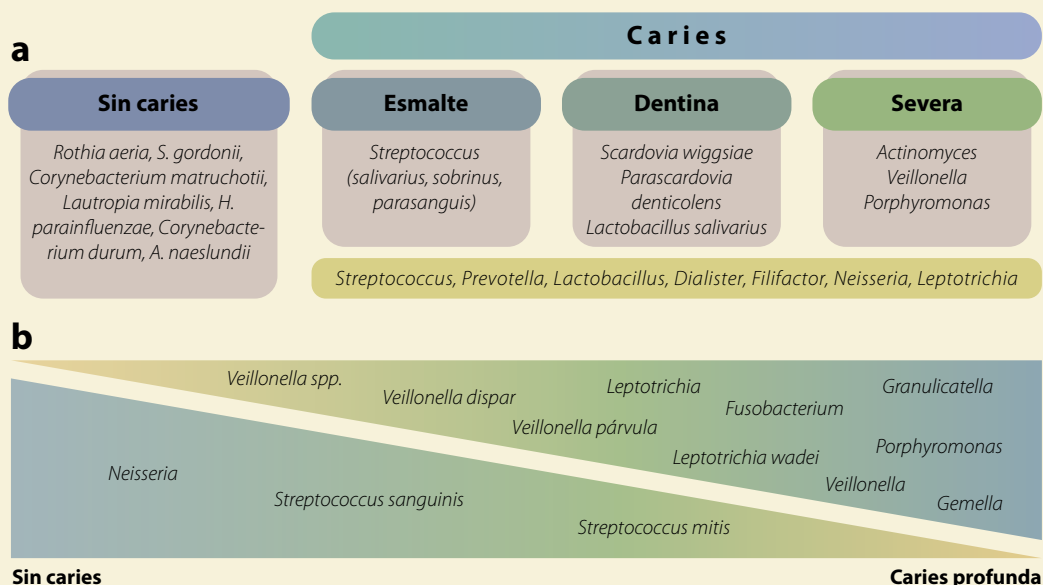 a
Caries
Sin caries
Rothia aeria, S. gordonii,
Corynebacterium matruchotii,
Lautropia mirabilis, H.
parainfluenzae, Corynebacte-
rium durum, A. naeslundii
Esmalte
Streptococcus
(salivarius, sobrinus,
parasanguis)
Dentina
Scardovia wiggsiae
Parascardovia
denticolens
Lactobacillus salivarius
Severa
Actinomyces
Veillonella
Porphyromonas
Streptococcus, Prevotella, Lactobacillus, Dialister, Filifactor, Neisseria, Leptotrichia
b
Veillonella spp.
Veillonella dispar
Veillonella párvula
Leptotrichia
Fusobacterium
Granulicatella
Leptotrichia wadei
Porphyromonas
Veillonella
Gemella
Neisseria
Streptococcus sanguinis
Streptococcus mitis
Sin caries
Caries profunda